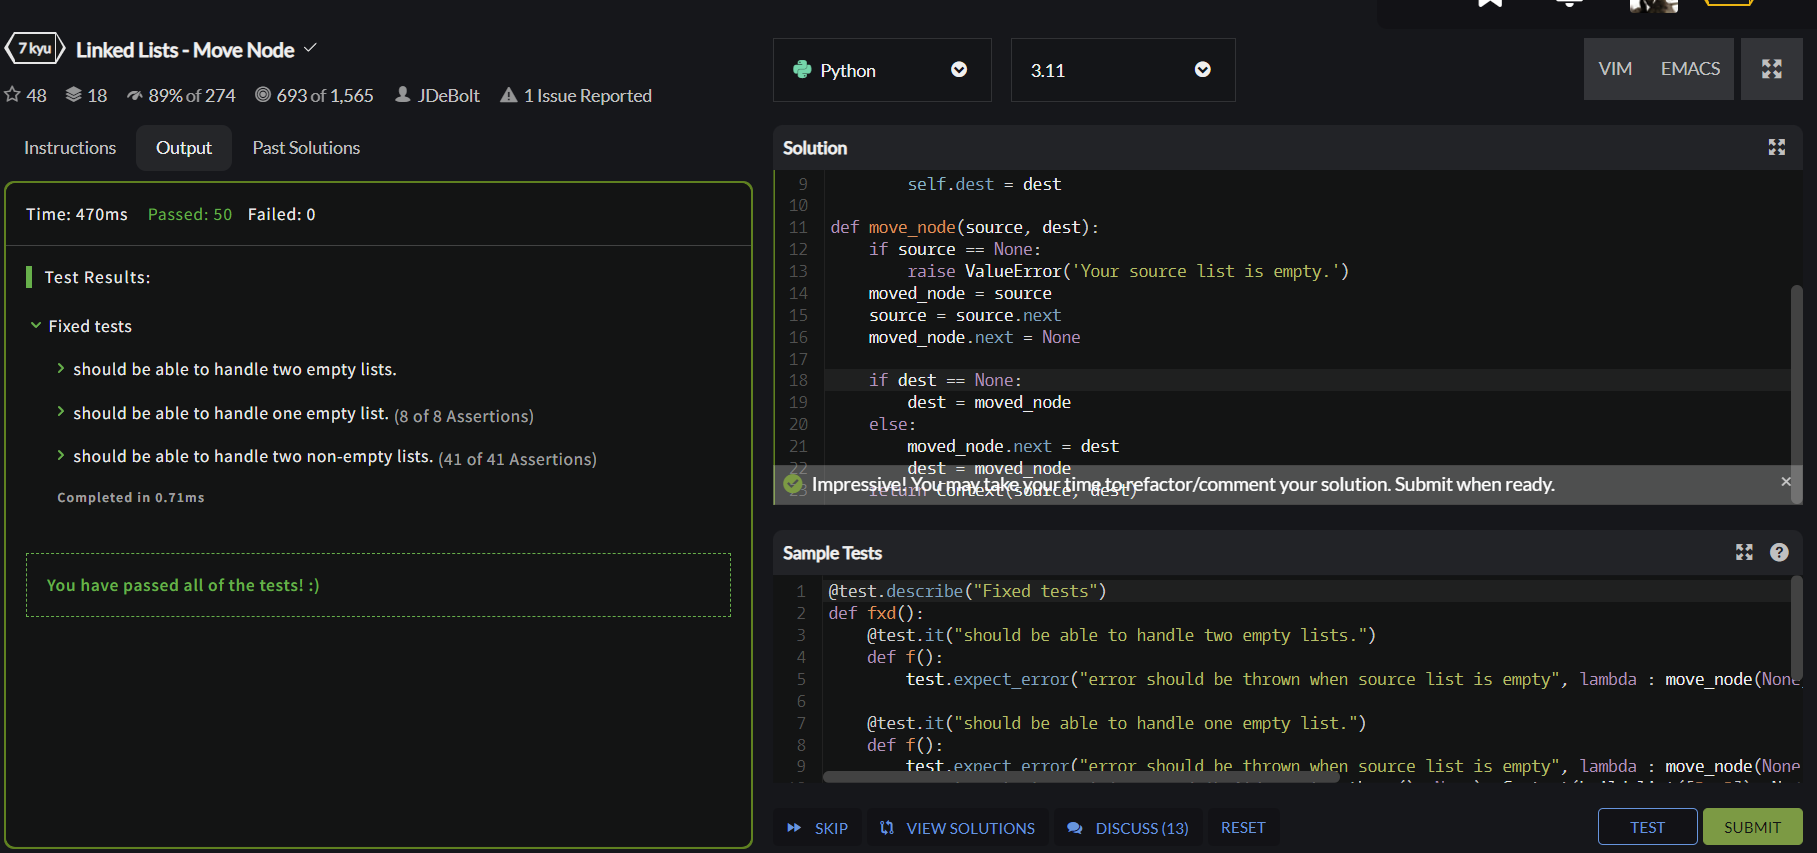 7 kyu Linked Lists - Move Node
48 18 89% of 274 693 of 1,565 JDeBolt 1 Issue Reported
Instructions Output Past Solutions
Time: 470ms Passed: 50 Failed: 0
Test Results:
Fixed tests
should be able to handle two empty lists.
should be able to handle one empty list. (8 of 8 Assertions)
should be able to handle two non-empty lists. (41 of 41 Assertions)
Completed in 0.71ms
You have passed all of the tests! :)
Python 3.11 VIM EMACS
Solution
9         self.dest = dest
10
11 def move_node(source, dest):
12     if source == None:
13         raise ValueError('Your source list is empty.')
14     moved_node = source
15     source = source.next
16     moved_node.next = None
17
18     if dest == None:
19         dest = moved_node
20     else:
21         moved_node.next = dest
22         dest = moved_node
23     return Context(source, dest)
Impressive! You may take your time to refactor/comment your solution. Submit when ready.
Sample Tests
1 @test.describe("Fixed tests")
2 def fxd():
3     @test.it("should be able to handle two empty lists.")
4     def f():
5         test.expect_error("error should be thrown when source list is empty", lambda : move_node(None,
6
7     @test.it("should be able to handle one empty list.")
8     def f():
9         test.expect_error("error should be thrown when source list is empty", lambda : move_node(None
SKIP VIEW SOLUTIONS DISCUSS (13) RESET TEST SUBMIT